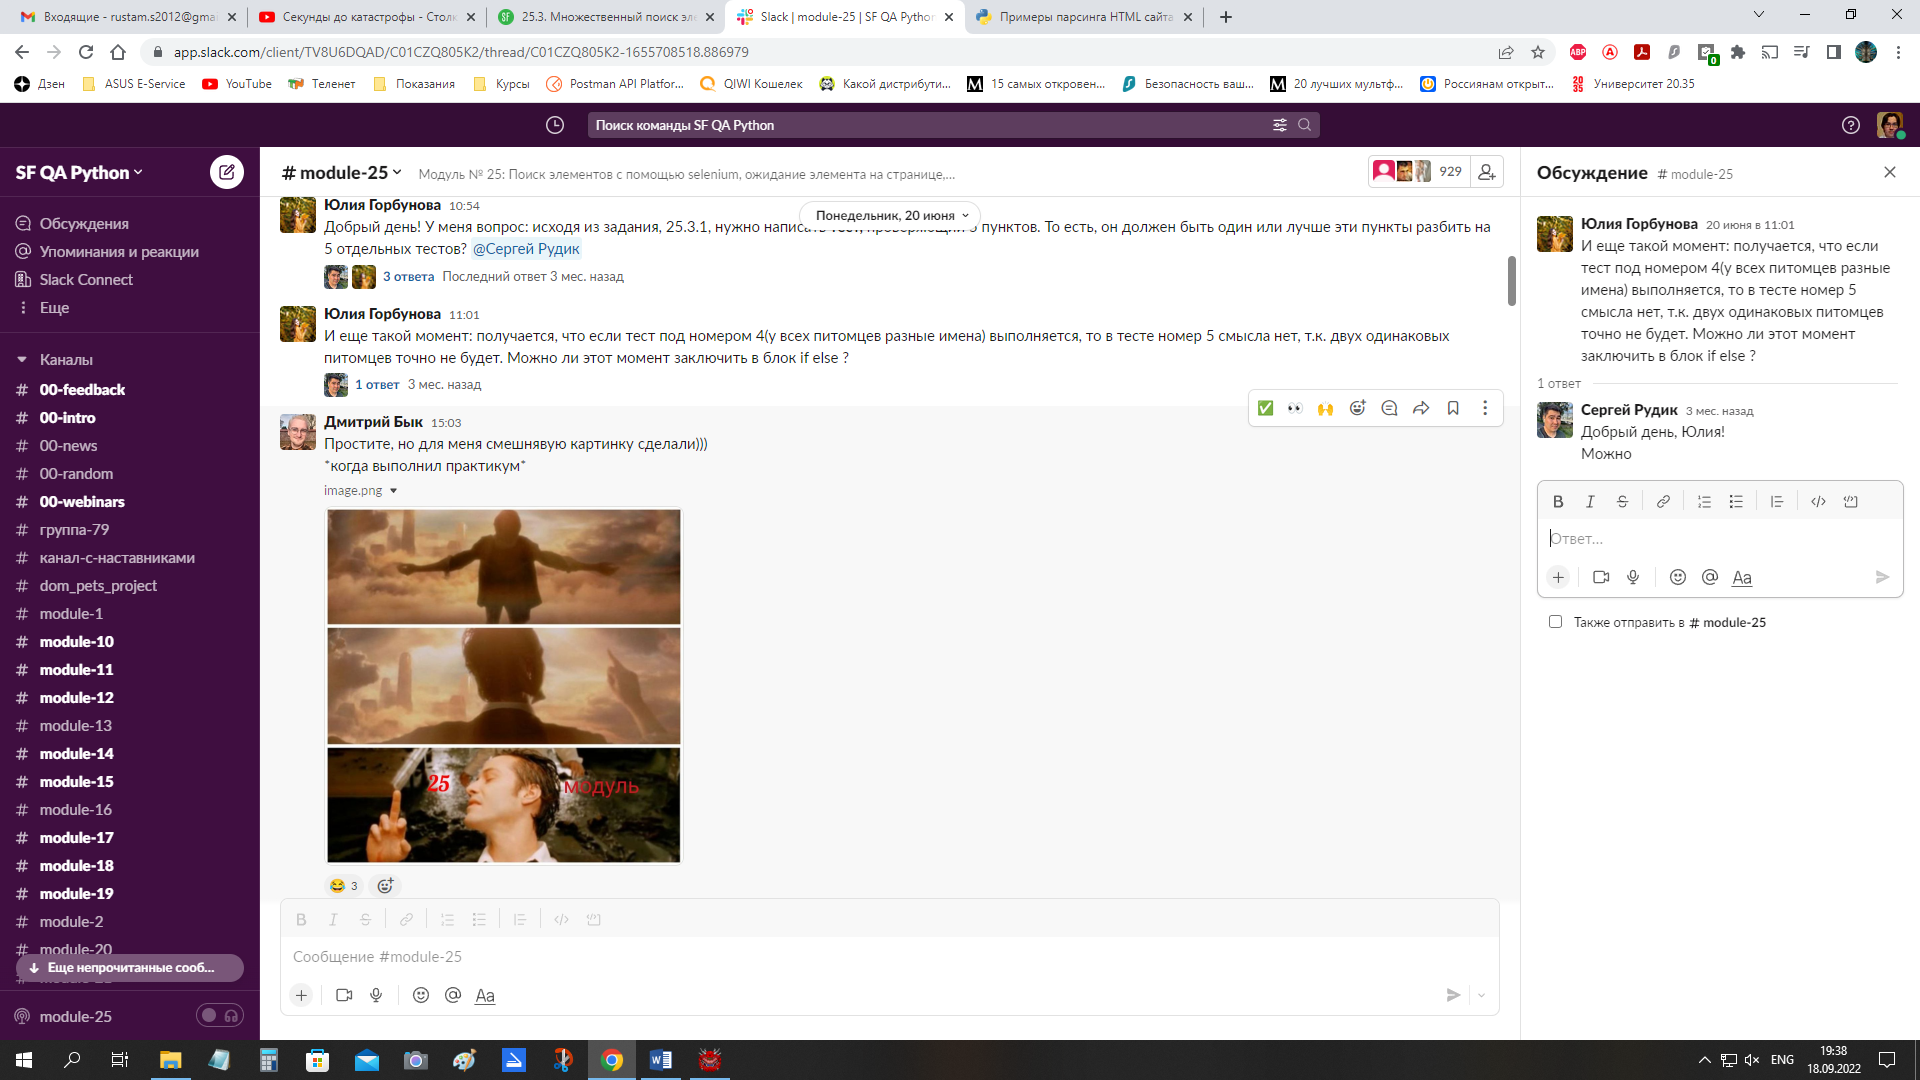 Входящие - rustam.s2012@gma
Секунды до катастрофы - Столк
25.3. Множественный поиск эле
Slack | module-25 | SF QA Python
Примеры парсинга HTML сайта
app.slack.com/client/TV8U6DQAD/C01CZQ805K2/thread/C01CZQ805K2-1655708518.886979
ABP
0
Дзен
ASUS E-Service
YouTube
Теленет
Показания
Курсы
Postman API Platfor...
QIWI Кошелек
Какой дистрибути...
15 самых откровен...
Безопасность ваш...
20 лучших мультф...
Россиянам открыт...
20 35
Университет 20.35
Поиск команды SF QA Python
SF QA Python
Обсуждения
Упоминания и реакции
Slack Connect
Еще
Каналы
# 00-feedback
# 00-intro
# 00-news
# 00-random
# 00-webinars
# группа-79
# канал-с-наставниками
# dom_pets_project
# module-1
# module-10
# module-11
# module-12
# module-13
# module-14
# module-15
# module-16
# module-17
# module-18
# module-19
# module-2
# module-20
Еще непрочитанные сооб...
module-25
# module-25
Модуль № 25: Поиск элементов с помощью selenium, ожидание элемента на странице,...
929
Понедельник, 20 июня
Юлия Горбунова 10:54
Добрый день! У меня вопрос: исходя из задания, 25.3.1, нужно написать тест, проверяющий 5 пунктов. То есть, он должен быть один или лучше эти пункты разбить на
5 отдельных тестов? @Сергей Рудик
3 ответа Последний ответ 3 мес. назад
Юлия Горбунова 11:01
И еще такой момент: получается, что если тест под номером 4(у всех питомцев разные имена) выполняется, то в тесте номер 5 смысла нет, т.к. двух одинаковых
питомцев точно не будет. Можно ли этот момент заключить в блок if else ?
1 ответ 3 мес. назад
Дмитрий Бык 15:03
Простите, но для меня смешнявую картинку сделали)))
*когда выполнил практикум*
image.png
25
модуль
3
Сообщение #module-25
Aa
Обсуждение # module-25
Юлия Горбунова 20 июня в 11:01
И еще такой момент: получается, что если
тест под номером 4(у всех питомцев разные
имена) выполняется, то в тесте номер 5
смысла нет, т.к. двух одинаковых питомцев
точно не будет. Можно ли этот момент
заключить в блок if else ?
1 ответ
Сергей Рудик 3 мес. назад
Добрый день, Юлия!
Можно
Ответ...
Aa
Также отправить в # module-25
ENG
19:38
18.09.2022